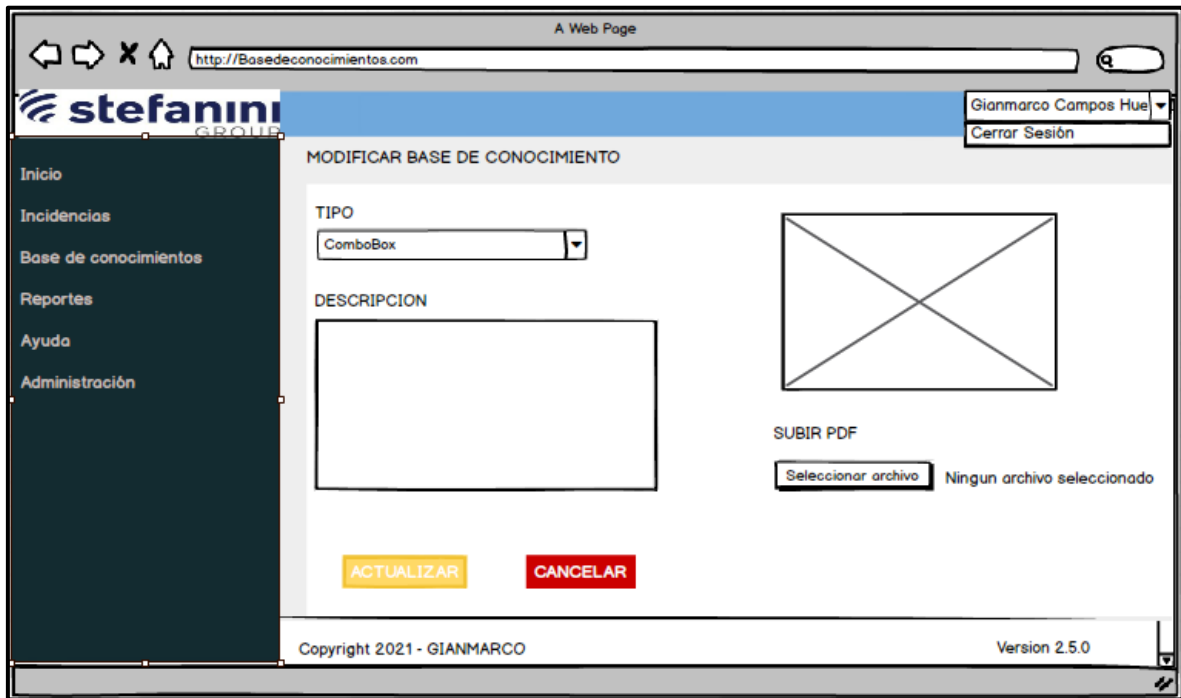 A Web Page
http://Basedeconocimientos.com
stefanini
GROUP
Gianmarco Campos Hue
Cerrar Sesión
Inicio
Incidencias
Base de conocimientos
Reportes
Ayuda
Administración
MODIFICAR BASE DE CONOCIMIENTO
TIPO
ComboBox
DESCRIPCION
SUBIR PDF
Seleccionar archivo
Ningun archivo seleccionado
ACTUALIZAR
CANCELAR
Copyright 2021 - GIANMARCO
Version 2.5.0